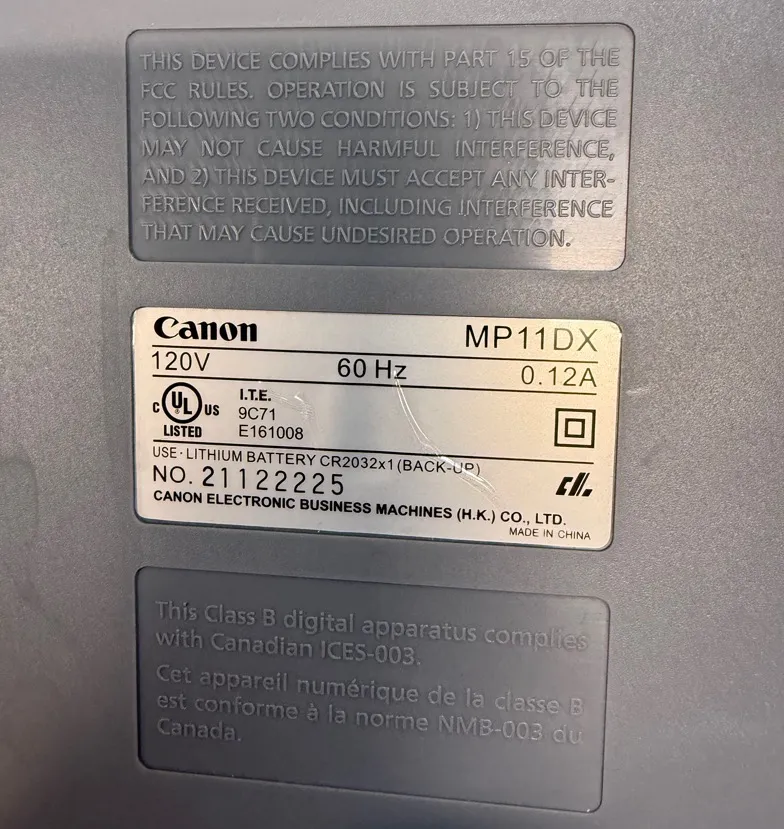 THIS DEVICE COMPLIES WITH PART 15 OF THE
FCC RULES. OPERATION IS SUBJECT TO THE
FOLLOWING TWO CONDITIONS: 1) THIS DEVICE
MAY NOT CAUSE HARMFUL INTERFERENCE,
AND 2) THIS DEVICE MUST ACCEPT ANY INTER-
FERENCE RECEIVED, INCLUDING INTERFERENCE
THAT MAY CAUSE UNDESIRED OPERATION.
Canon MP11DX
120V 60 Hz 0.12A
C UL US LISTED
I.T.E.
9C71
E161008
USE・LITHIUM BATTERY CR2032x1(BACK-UP)
NO. 21122225
CANON ELECTRONIC BUSINESS MACHINES (H.K.) CO., LTD.
MADE IN CHINA
This Class B digital apparatus complies
with Canadian ICES-003.
Cet appareil numérique de la classe B
est conforme à la norme NMB-003 du
Canada.